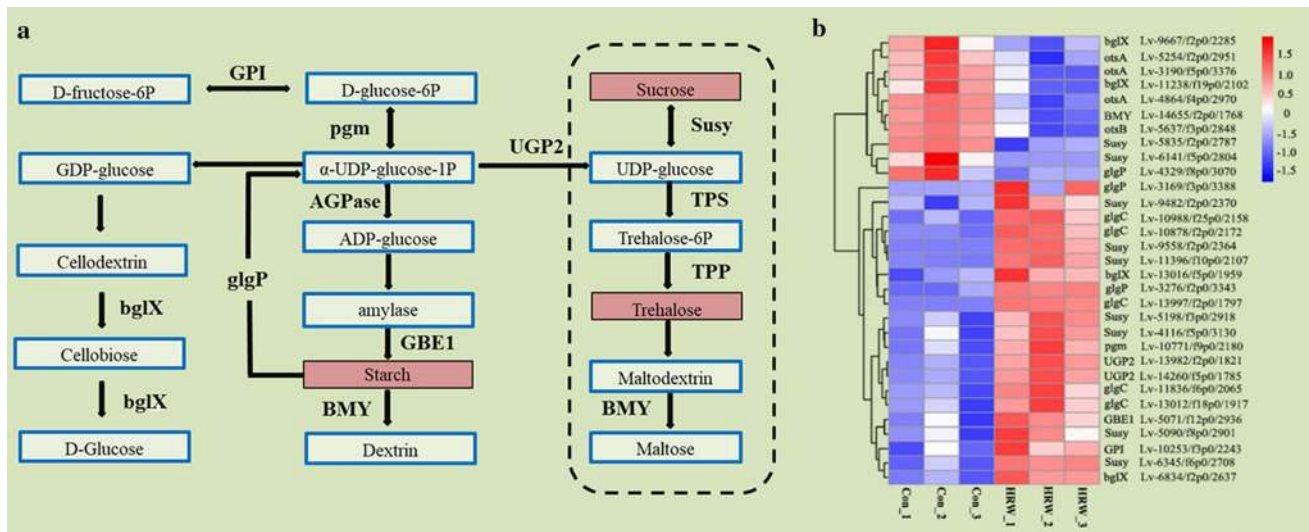 a
GPI
D-fructose-6P
D-glucose-6P
pgm
UGP2
Sucrose
Susy
GDP-glucose
α-UDP-glucose-1P
UDP-glucose
AGPase
TPS
ADP-glucose
Trehalose-6P
Cellodextrin
glgP
TPP
bglX
amylase
Trehalose
GBE1
Cellobiose
Starch
Maltodextrin
bglX
BMY
BMY
D-Glucose
Dextrin
Maltose
b
bglX Lv-9667/f2p0/2285
otsA Lv-5254/f2p0/2951
otsA Lv-3190/f5p0/3376
bglX Lv-11238/f19p0/2102
otsA Lv-4864/f4p0/2970
BMY Lv-14655/f2p0/1768
otsB Lv-5637/f3p0/2848
Susy Lv-5835/f2p0/2787
Susy Lv-6141/f5p0/2804
glgP Lv-4329/f8p0/3070
glgP Lv-3169/f3p0/3388
Susy Lv-9482/f2p0/2370
glgC Lv-10988/f25p0/2158
glgC Lv-10878/f2p0/2172
Susy Lv-9558/f2p0/2364
Susy Lv-11396/f10p0/2107
bglX Lv-13016/f5p0/1959
glgP Lv-3276/f2p0/3343
glgC Lv-13997/f2p0/1797
Susy Lv-5198/f3p0/2918
Susy Lv-4116/f5p0/3130
pgm Lv-10771/f9p0/2180
UGP2 Lv-13982/f2p0/1821
UGP2 Lv-14260/f5p0/1785
glgC Lv-11836/f6p0/2065
glgC Lv-13012/f18p0/1917
GBE1 Lv-5071/f12p0/2936
Susy Lv-5090/f8p0/2901
GPI Lv-10253/f3p0/2243
Susy Lv-6345/f6p0/2708
bglX Lv-6834/f2p0/2637
Con_1
Con_2
Con_3
HRW_1
HRW_2
HRW_3
1.5
1.0
0.5
0
-0.5
-1.0
-1.5